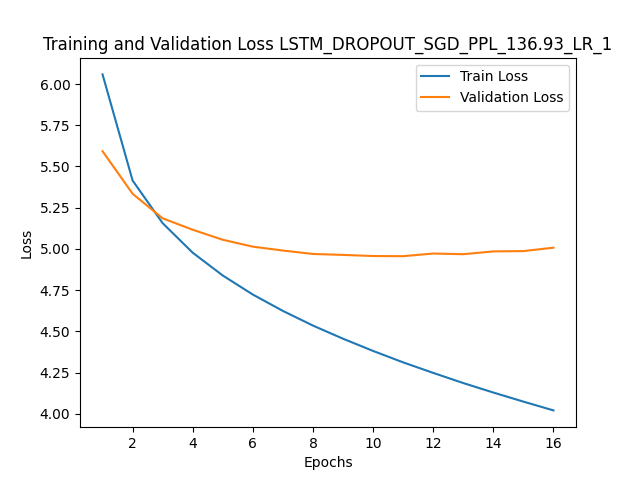 Training and Validation Loss LSTM_DROPOUT_SGD_PPL_136.93_LR_1
Train Loss
Validation Loss
6.00
5.75
5.50
5.25
5.00
4.75
4.50
4.25
4.00
Loss
2 4 6 8 10 12 14 16
Epochs